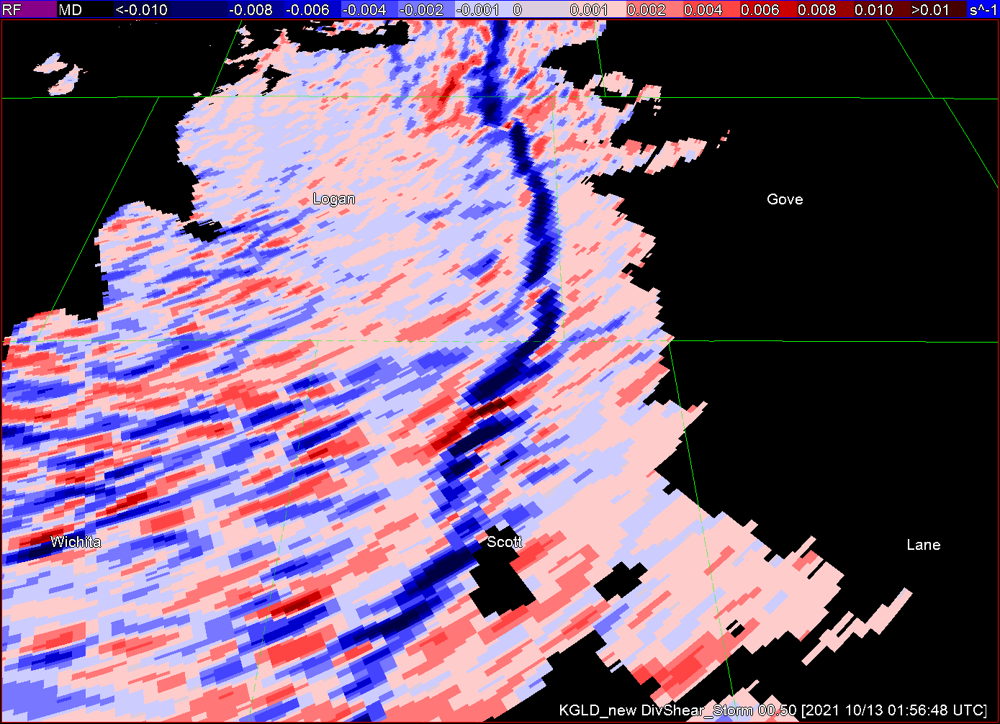 RF MD <-0.010 -0.008 -0.006 -0.004 -0.002 -0.001 0 0.001 0.002 0.004 0.006 0.008 0.010 >0.01 s^-1
Logan Gove
Wichita Scott Lane
KGLD_new DivShear_Storm 00.50 [2021 10/13 01:56:48 UTC]